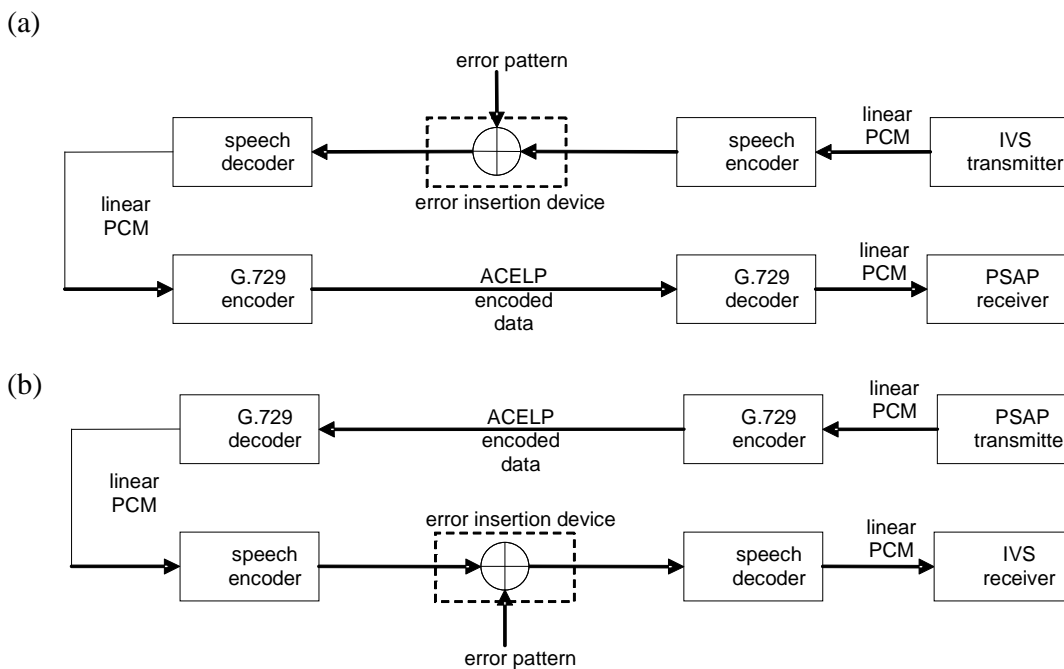 (a)
error pattern
linear
PCM
speech
decoder
speech
encoder
IVS
transmitter
error insertion device
linear
PCM
G.729
encoder
ACELP
encoded
data
G.729
decoder
linear
PCM
PSAP
receiver
(b)
G.729
decoder
ACELP
encoded
data
G.729
encoder
linear
PCM
PSAP
transmitte
linear
PCM
error insertion device
speech
encoder
speech
decoder
linear
PCM
IVS
receiver
error pattern